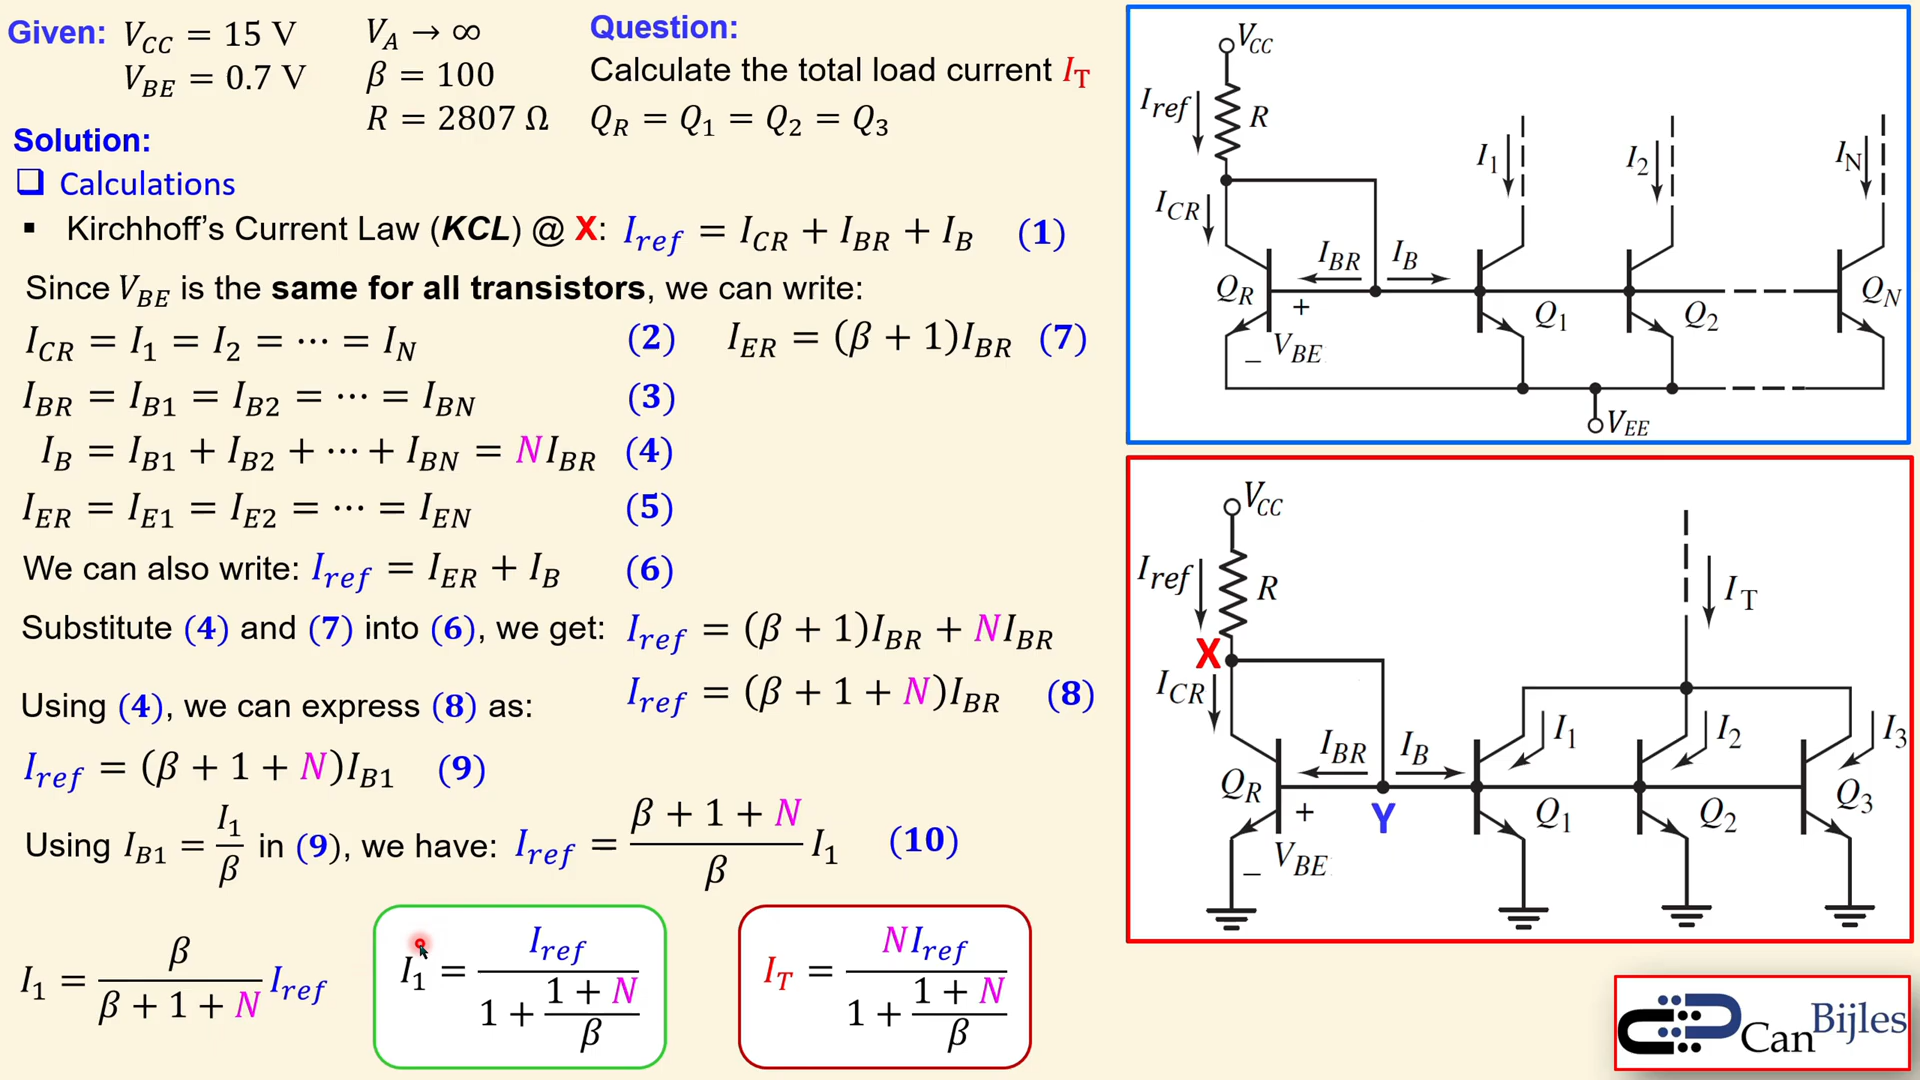 Given: V_CC = 15 V
V_BE = 0.7 V
V_A → ∞
β = 100
R = 2807 Ω
Question:
Calculate the total load current I_T
Q_R = Q_1 = Q_2 = Q_3
Solution:
Calculations
▪ Kirchhoff's Current Law (KCL) @ X: I_ref = I_CR + I_BR + I_B (1)
Since V_BE is the same for all transistors, we can write:
I_CR = I_1 = I_2 = ⋯ = I_N (2)
I_ER = (β + 1)I_BR (7)
I_BR = I_B1 = I_B2 = ⋯ = I_BN (3)
I_B = I_B1 + I_B2 + ⋯ + I_BN = NI_BR (4)
I_ER = I_E1 = I_E2 = ⋯ = I_EN (5)
We can also write: I_ref = I_ER + I_B (6)
Substitute (4) and (7) into (6), we get: I_ref = (β + 1)I_BR + NI_BR
I_ref = (β + 1 + N)I_BR (8)
Using (4), we can express (8) as:
I_ref = (β + 1 + N)I_B1 (9)
Using I_B1 = I_1/β in (9), we have: I_ref = (β + 1 + N)/β I_1 (10)
I_1 = β/(β + 1 + N) I_ref
I_1 = I_ref/(1 + (1 + N)/β)
I_T = NI_ref/(1 + (1 + N)/β)
V_CC
I_ref
R
I_1
I_2
I_N
I_CR
I_BR
I_B
Q_R
+
Q_1
Q_2
Q_N
− V_BE
V_EE
V_CC
I_ref
R
I_T
X
I_CR
I_1
I_2
I_3
I_BR
I_B
Q_R
+
Y
Q_1
Q_2
Q_3
− V_BE
CanBijles